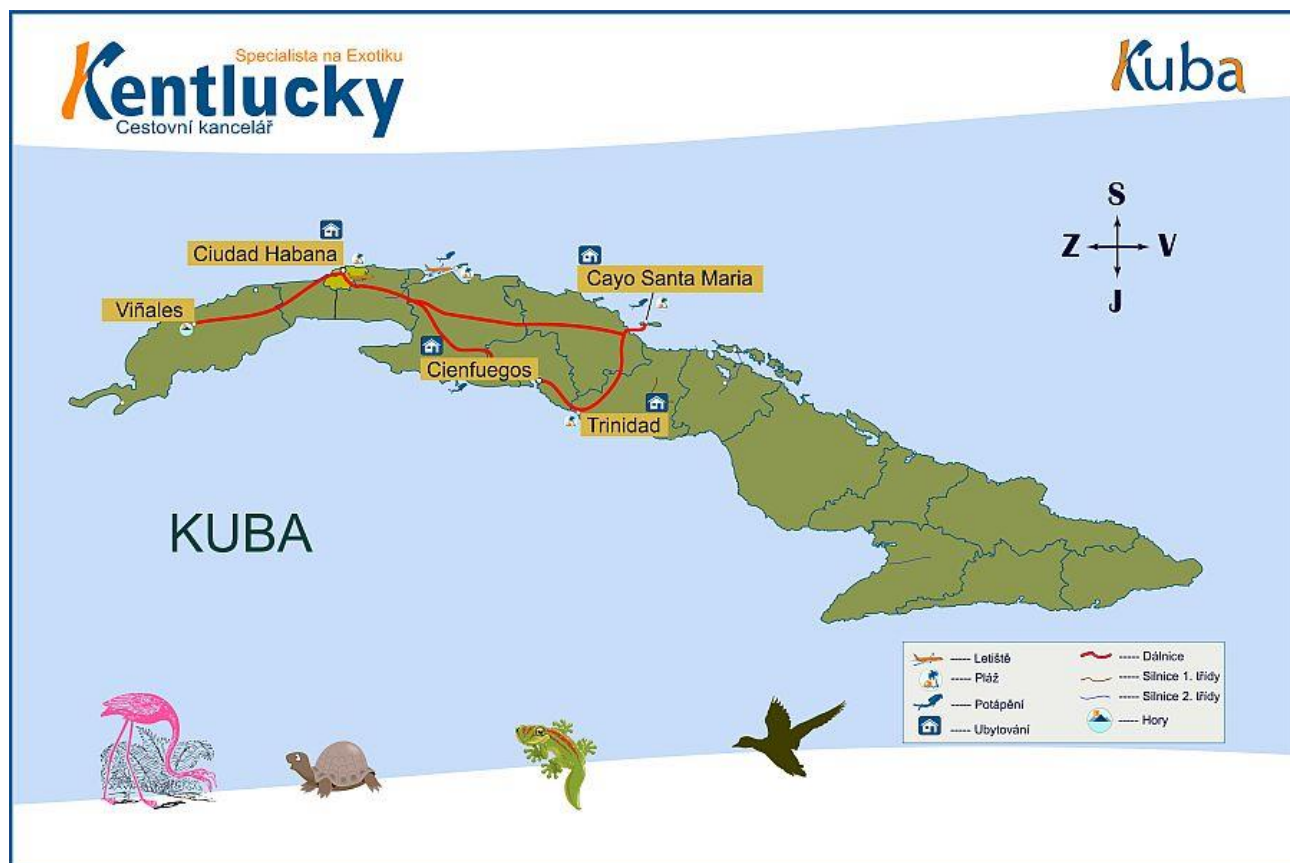 Specialista na Exotiku
Kentlucky
Cestovní kancelář
Kuba
S
Z V
J
Ciudad Habana
Cayo Santa Maria
Viñales
Cienfuegos
Trinidad
KUBA
----- Letiště
----- Pláž
----- Potápění
----- Ubytování
----- Dálnice
----- Silnice 1. třídy
----- Silnice 2. třídy
----- Hory